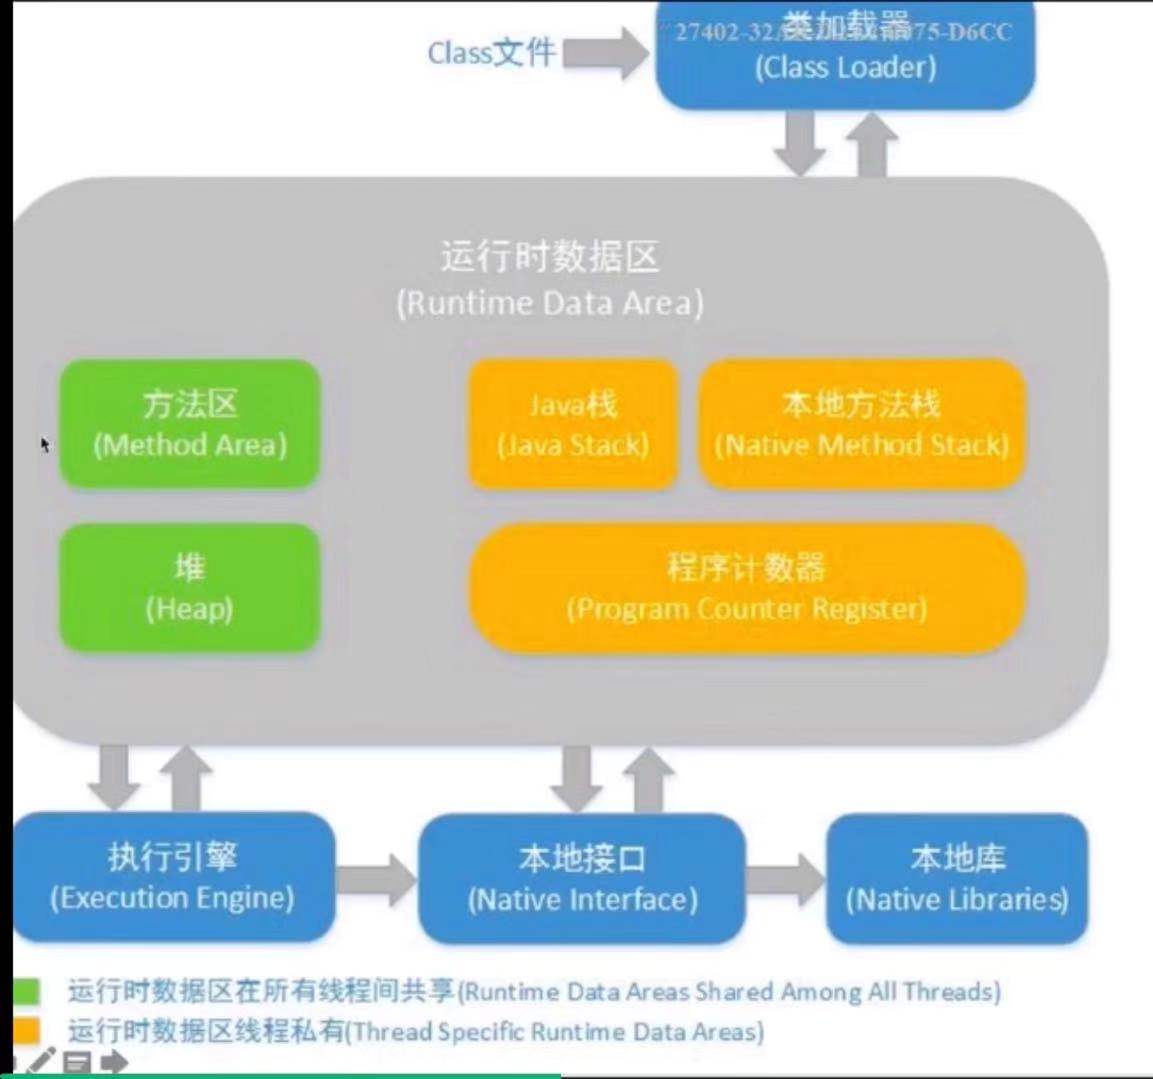 Class文件
类加载器
(Class Loader)
运行时数据区
(Runtime Data Area)
方法区
(Method Area)
Java栈
(Java Stack)
本地方法栈
(Native Method Stack)
堆
(Heap)
程序计数器
(Program Counter Register)
执行引擎
(Execution Engine)
本地接口
(Native Interface)
本地库
(Native Libraries)
运行时数据区在所有线程间共享(Runtime Data Areas Shared Among All Threads)
运行时数据区线程私有(Thread Specific Runtime Data Areas)